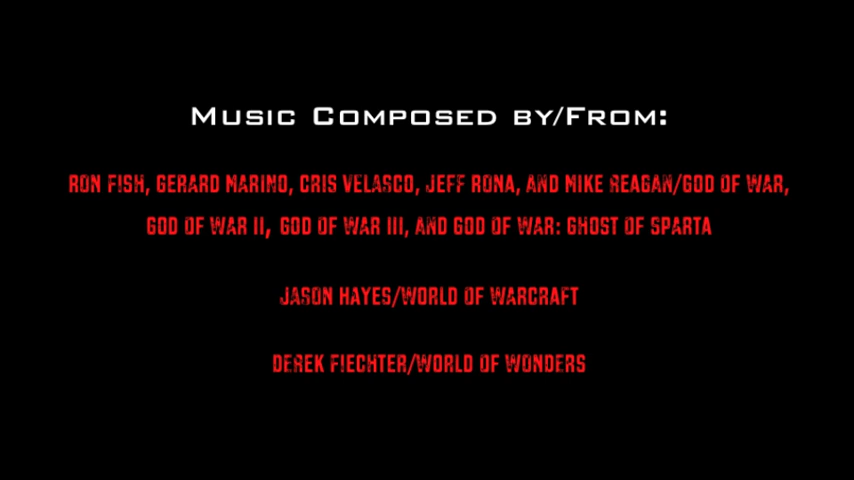 Music Composed by/From:
RON FISH, GERARD MARINO, CRIS VELASCO, JEFF RONA, AND MIKE REAGAN/GOD OF WAR,
GOD OF WAR II, GOD OF WAR III, AND GOD OF WAR: GHOST OF SPARTA
JASON HAYES/WORLD OF WARCRAFT
DEREK FIECHTER/WORLD OF WONDERS